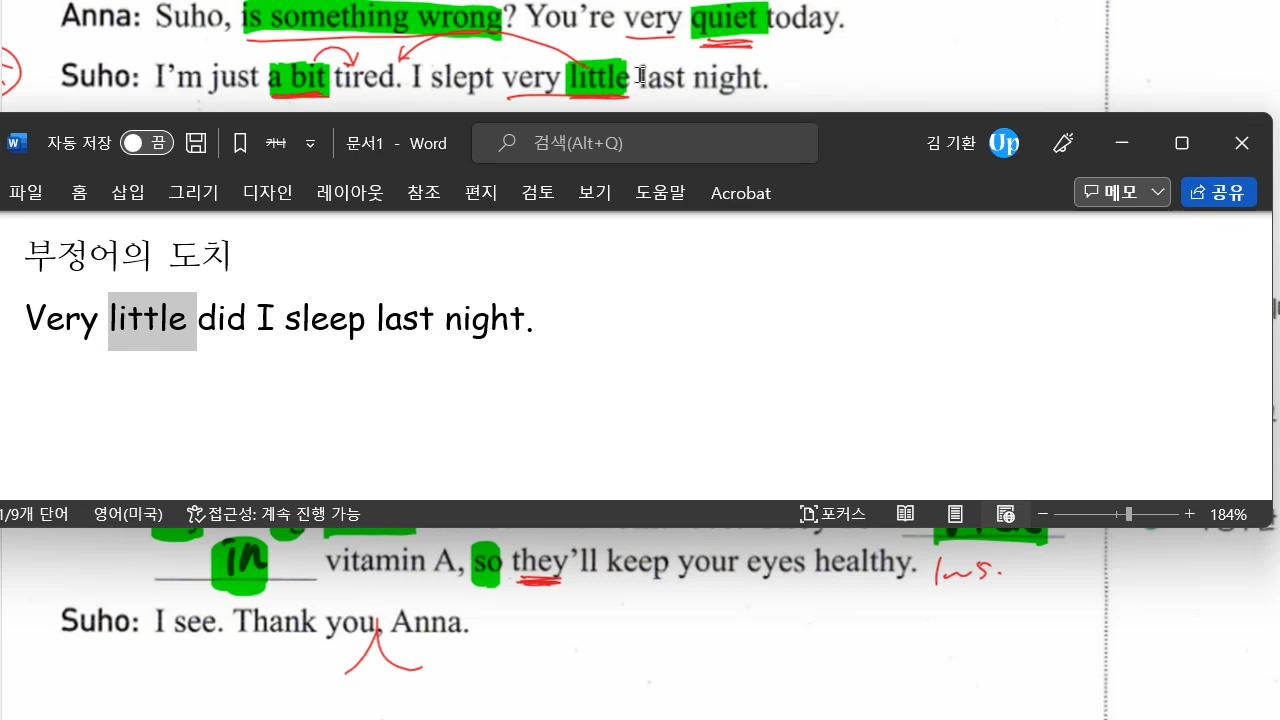 Anna: Suho, is something wrong? You're very quiet today.
Suho: I'm just a bit tired. I slept very little last night.
자동 저장 끔 가나 문서1 - Word 검색(Alt+Q) 김 기환 Up
파일 홈 삽입 그리기 디자인 레이아웃 참조 편지 검토 보기 도움말 Acrobat 메모 공유
부정어의 도치
Very little did I sleep last night.
1/9개 단어 영어(미국) 접근성: 계속 진행 가능 포커스 184%
in vitamin A, so they'll keep your eyes healthy.
Suho: I see. Thank you, Anna.